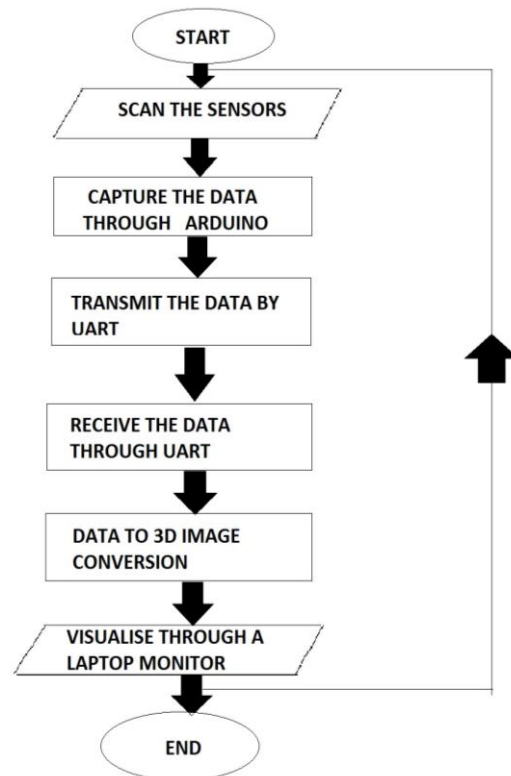 START
SCAN THE SENSORS
CAPTURE THE DATA
THROUGH ARDUINO
TRANSMIT THE DATA BY
UART
RECEIVE THE DATA
THROUGH UART
DATA TO 3D IMAGE
CONVERSION
VISUALISE THROUGH A
LAPTOP MONITOR
END